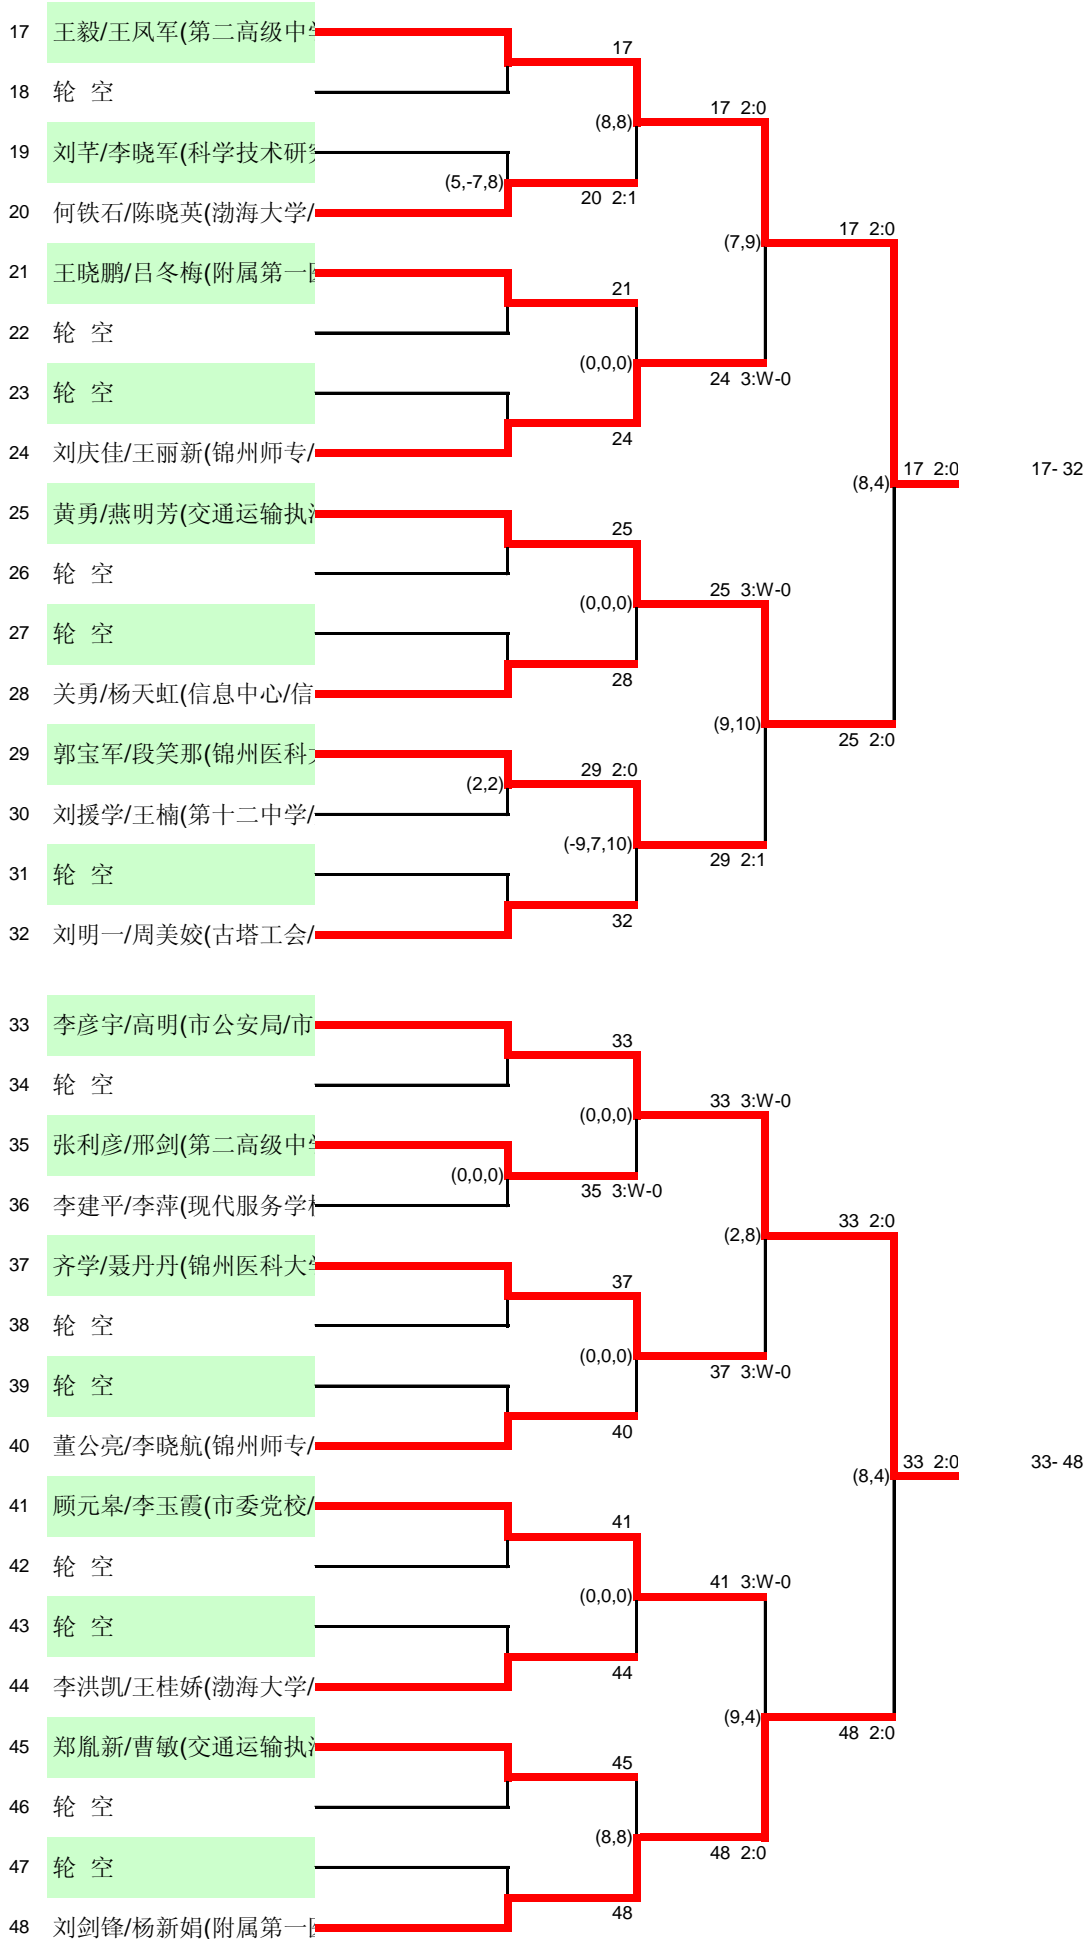 17 王毅/王凤军(第二高级中
17
18 轮 空
17 2:0
(8,8)
19 刘芊/李晓军(科学技术研
(5,-7,8)
20 2:1
20 何铁石/陈晓英(渤海大学/
17 2:0
(7,9)
21 王晓鹏/吕冬梅(附属第一
21
22 轮 空
(0,0,0)
24 3:W-0
23 轮 空
24
24 刘庆佳/王丽新(锦州师专/
17 2:0 17- 32
(8,4)
25 黄勇/燕明芳(交通运输执
25
26 轮 空
25 3:W-0
(0,0,0)
27 轮 空
28
28 关勇/杨天虹(信息中心/信
(9,10)
25 2:0
29 郭宝军/段笑那(锦州医科
29 2:0
(2,2)
30 刘援学/王楠(第十二中学/
(-9,7,10)
29 2:1
31 轮 空
32
32 刘明一/周美姣(古塔工会/
33 李彦宇/高明(市公安局/市
33
34 轮 空
33 3:W-0
(0,0,0)
35 张利彦/邢剑(第二高级中
(0,0,0)
35 3:W-0
36 李建平/李萍(现代服务学
33 2:0
(2,8)
37 齐学/聂丹丹(锦州医科大
37
38 轮 空
(0,0,0)
37 3:W-0
39 轮 空
40
40 董公亮/李晓航(锦州师专/
33 2:0 33- 48
(8,4)
41 顾元皋/李玉霞(市委党校/
41
42 轮 空
41 3:W-0
(0,0,0)
43 轮 空
44
44 李洪凯/王桂娇(渤海大学/
(9,4)
48 2:0
45 郑胤新/曹敏(交通运输执
45
46 轮 空
(8,8)
48 2:0
47 轮 空
48
48 刘剑锋/杨新娟(附属第一